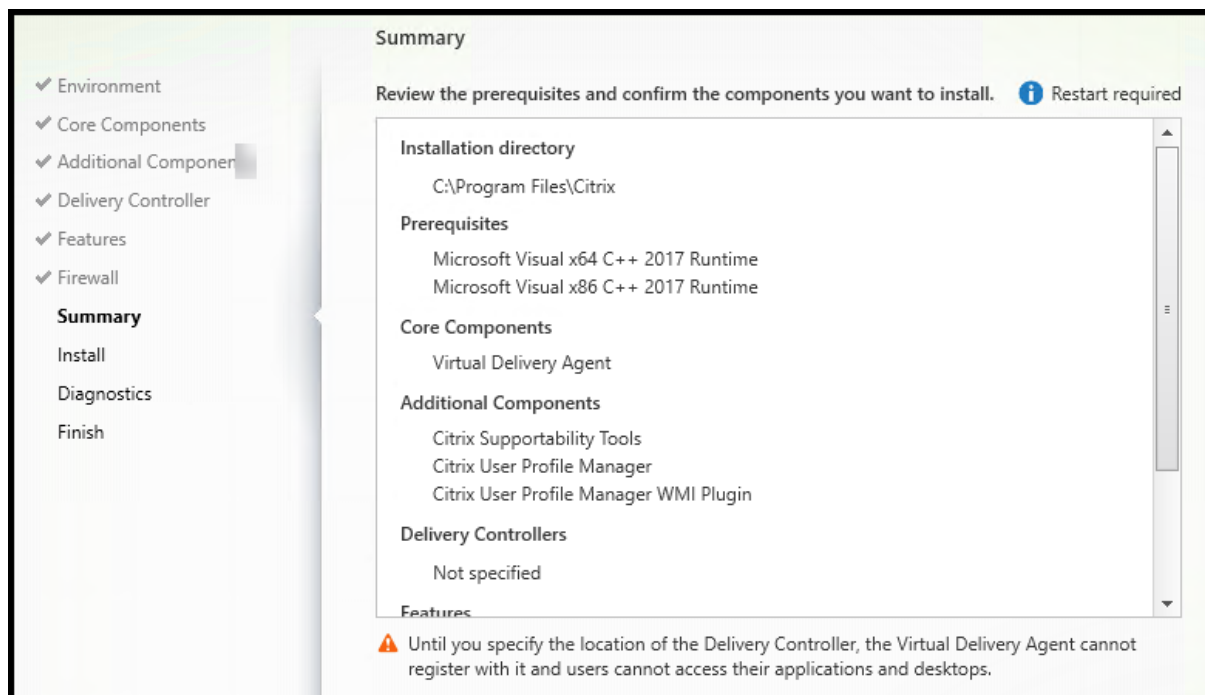 Summary
Environment
Core Components
Additional
Delivery Controller
Features
Firewall
Summary
Install
Diagnostics
Finish
Review the prerequisites and confirm the components you want to install.
Restart required
Installation directory
C:\Program Files\Citrix
Prerequisites
Microsoft Visual x64 C++ 2017 Runtime
Microsoft Visual x86 C++ 2017 Runtime
Core Components
Virtual Delivery Agent
Additional Components
Citrix Supportability Tools
Citrix User Profile Manager
Citrix User Profile Manager WMI Plugin
Delivery Controllers
Not specified
Features
Until you specify the location of the Delivery Controller, the Virtual Delivery Agent cannot
register with it and users cannot access their applications and desktops.